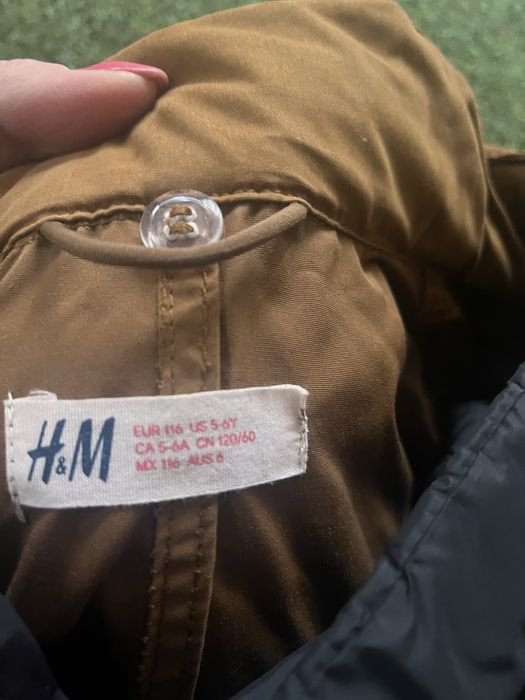 H&M
EUR 116 US 5-6Y
CA 5-6A CN 120/60
MX 116 AUS 6